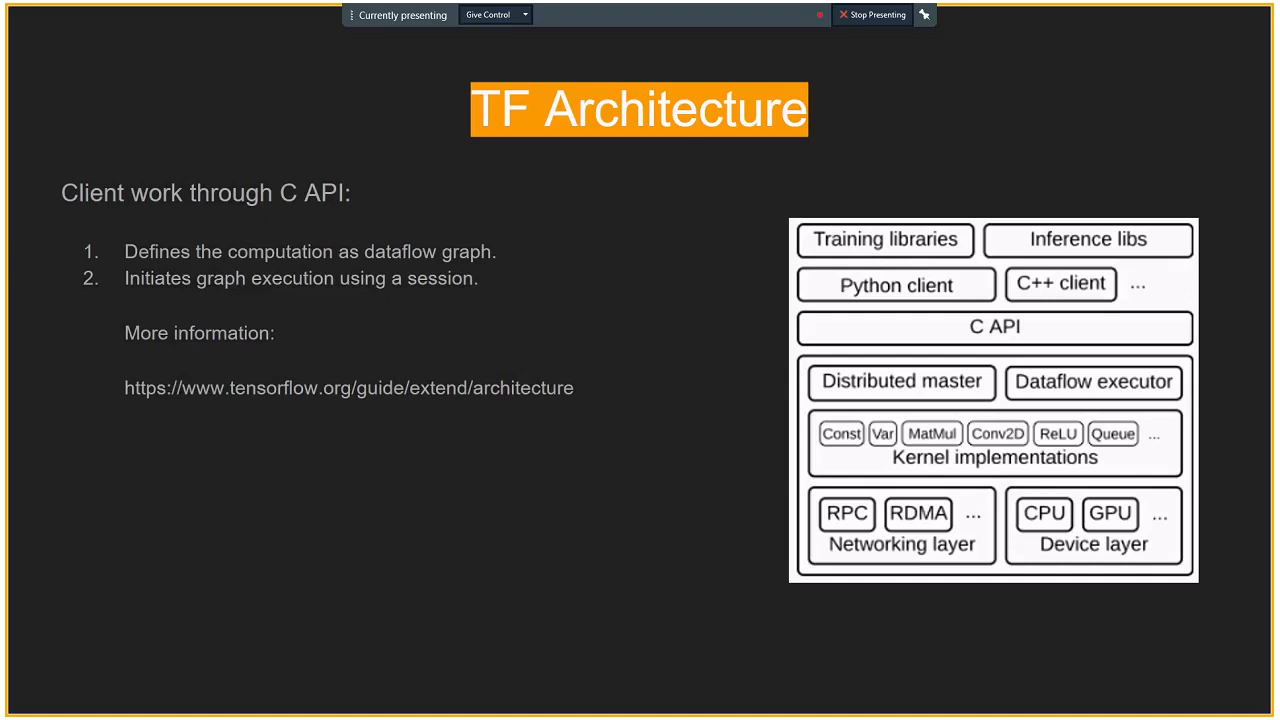 Currently presenting
Give Control
Stop Presenting
TF Architecture
Client work through C API:
1. Defines the computation as dataflow graph.
2. Initiates graph execution using a session.
More information:
https://www.tensorflow.org/guide/extend/architecture
Training libraries
Inference libs
Python client
C++ client
...
C API
Distributed master
Dataflow executor
Const
Var
MatMul
Conv2D
ReLU
Queue
...
Kernel implementations
RPC
RDMA
...
Networking layer
CPU
GPU
...
Device layer